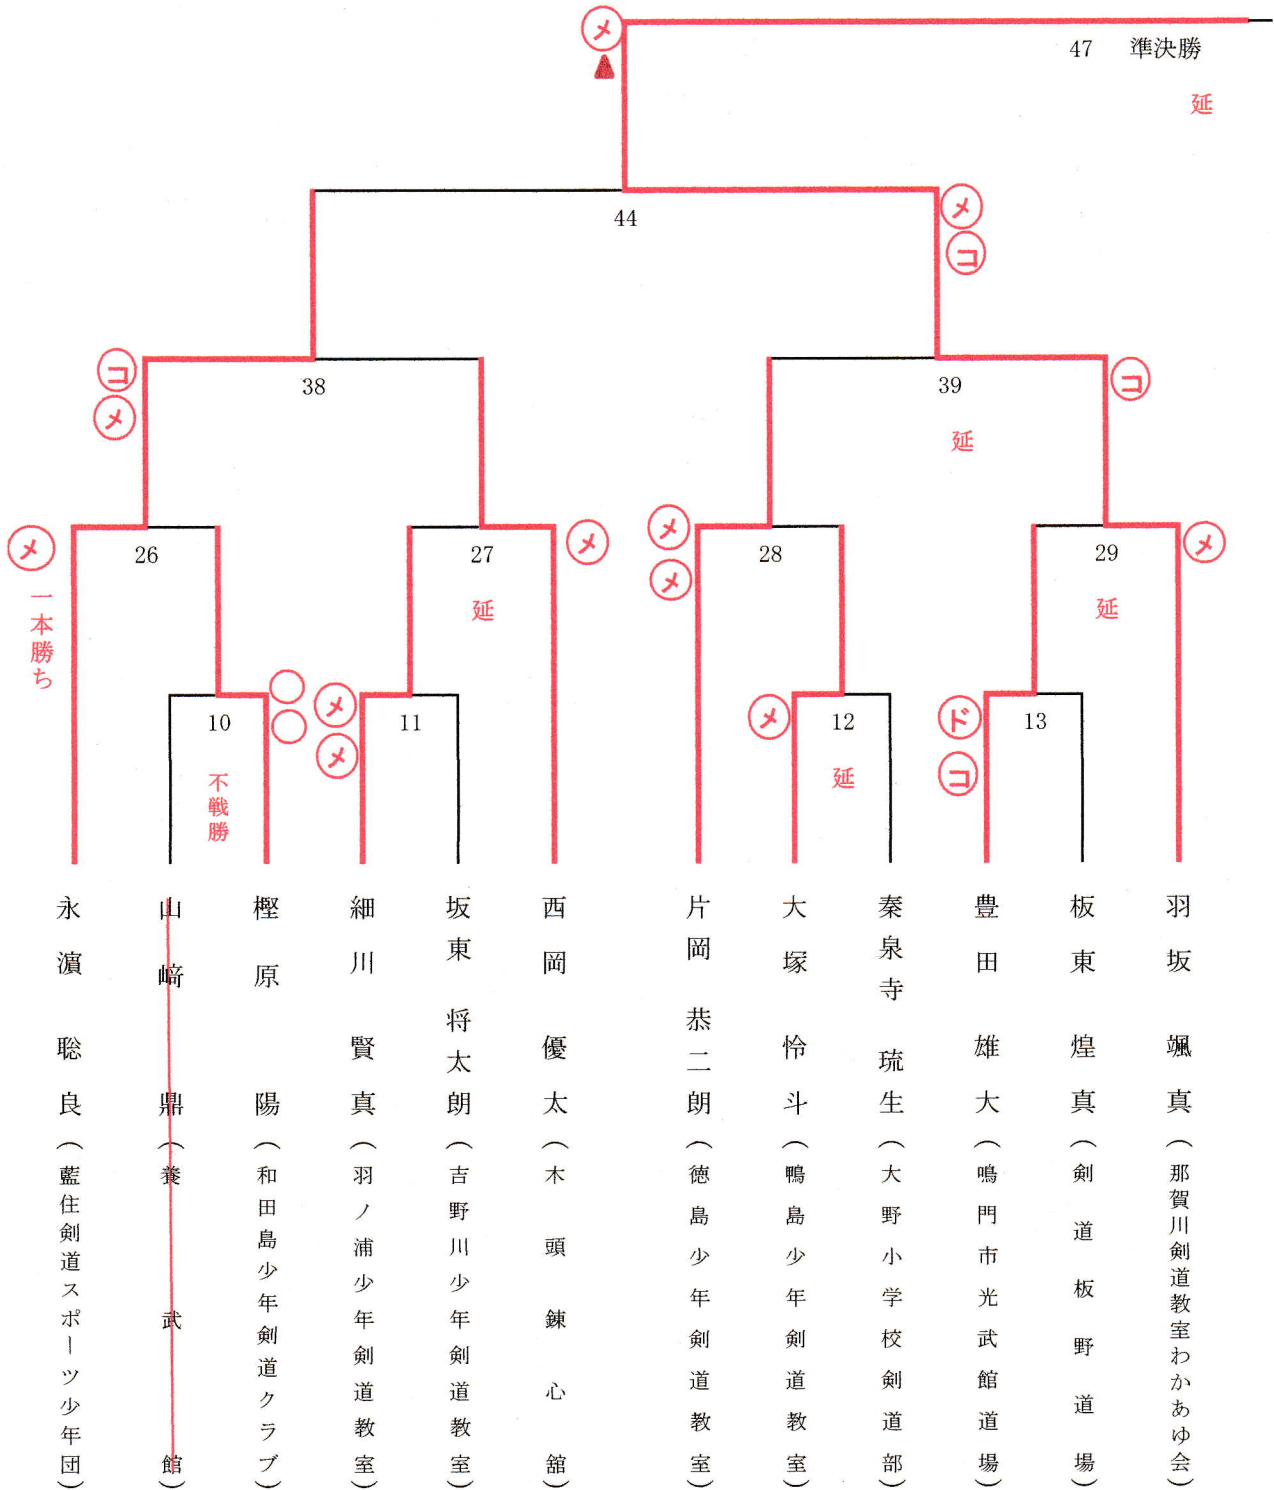 メ
47 準決勝
延
44
メ
コ
コ
メ
38
39
延
コ
メ
一本勝ち
26
27
延
メ
メ
メ
28
29
延
メ
10
不戦勝
メ
メ
11
メ
12
延
ド
コ
13
永濵 聡良（藍住剣道スポーツ少年団）
山﨑 鼎（養武館）
樫原 陽（和田島少年剣道クラブ）
細川 賢真（羽ノ浦少年剣道教室）
坂東 将太朗（吉野川少年剣道教室）
西岡 優太（木頭錬心舘）
片岡 恭二朗（徳島少年剣道教室）
大塚 怜斗（鴨島少年剣道教室）
秦泉寺 琉生（大野小学校剣道部）
豊田 雄大（鳴門市光武館道場）
板東 煌真（剣道板野道場）
羽坂 颯真（那賀川剣道教室わかあゆ会）